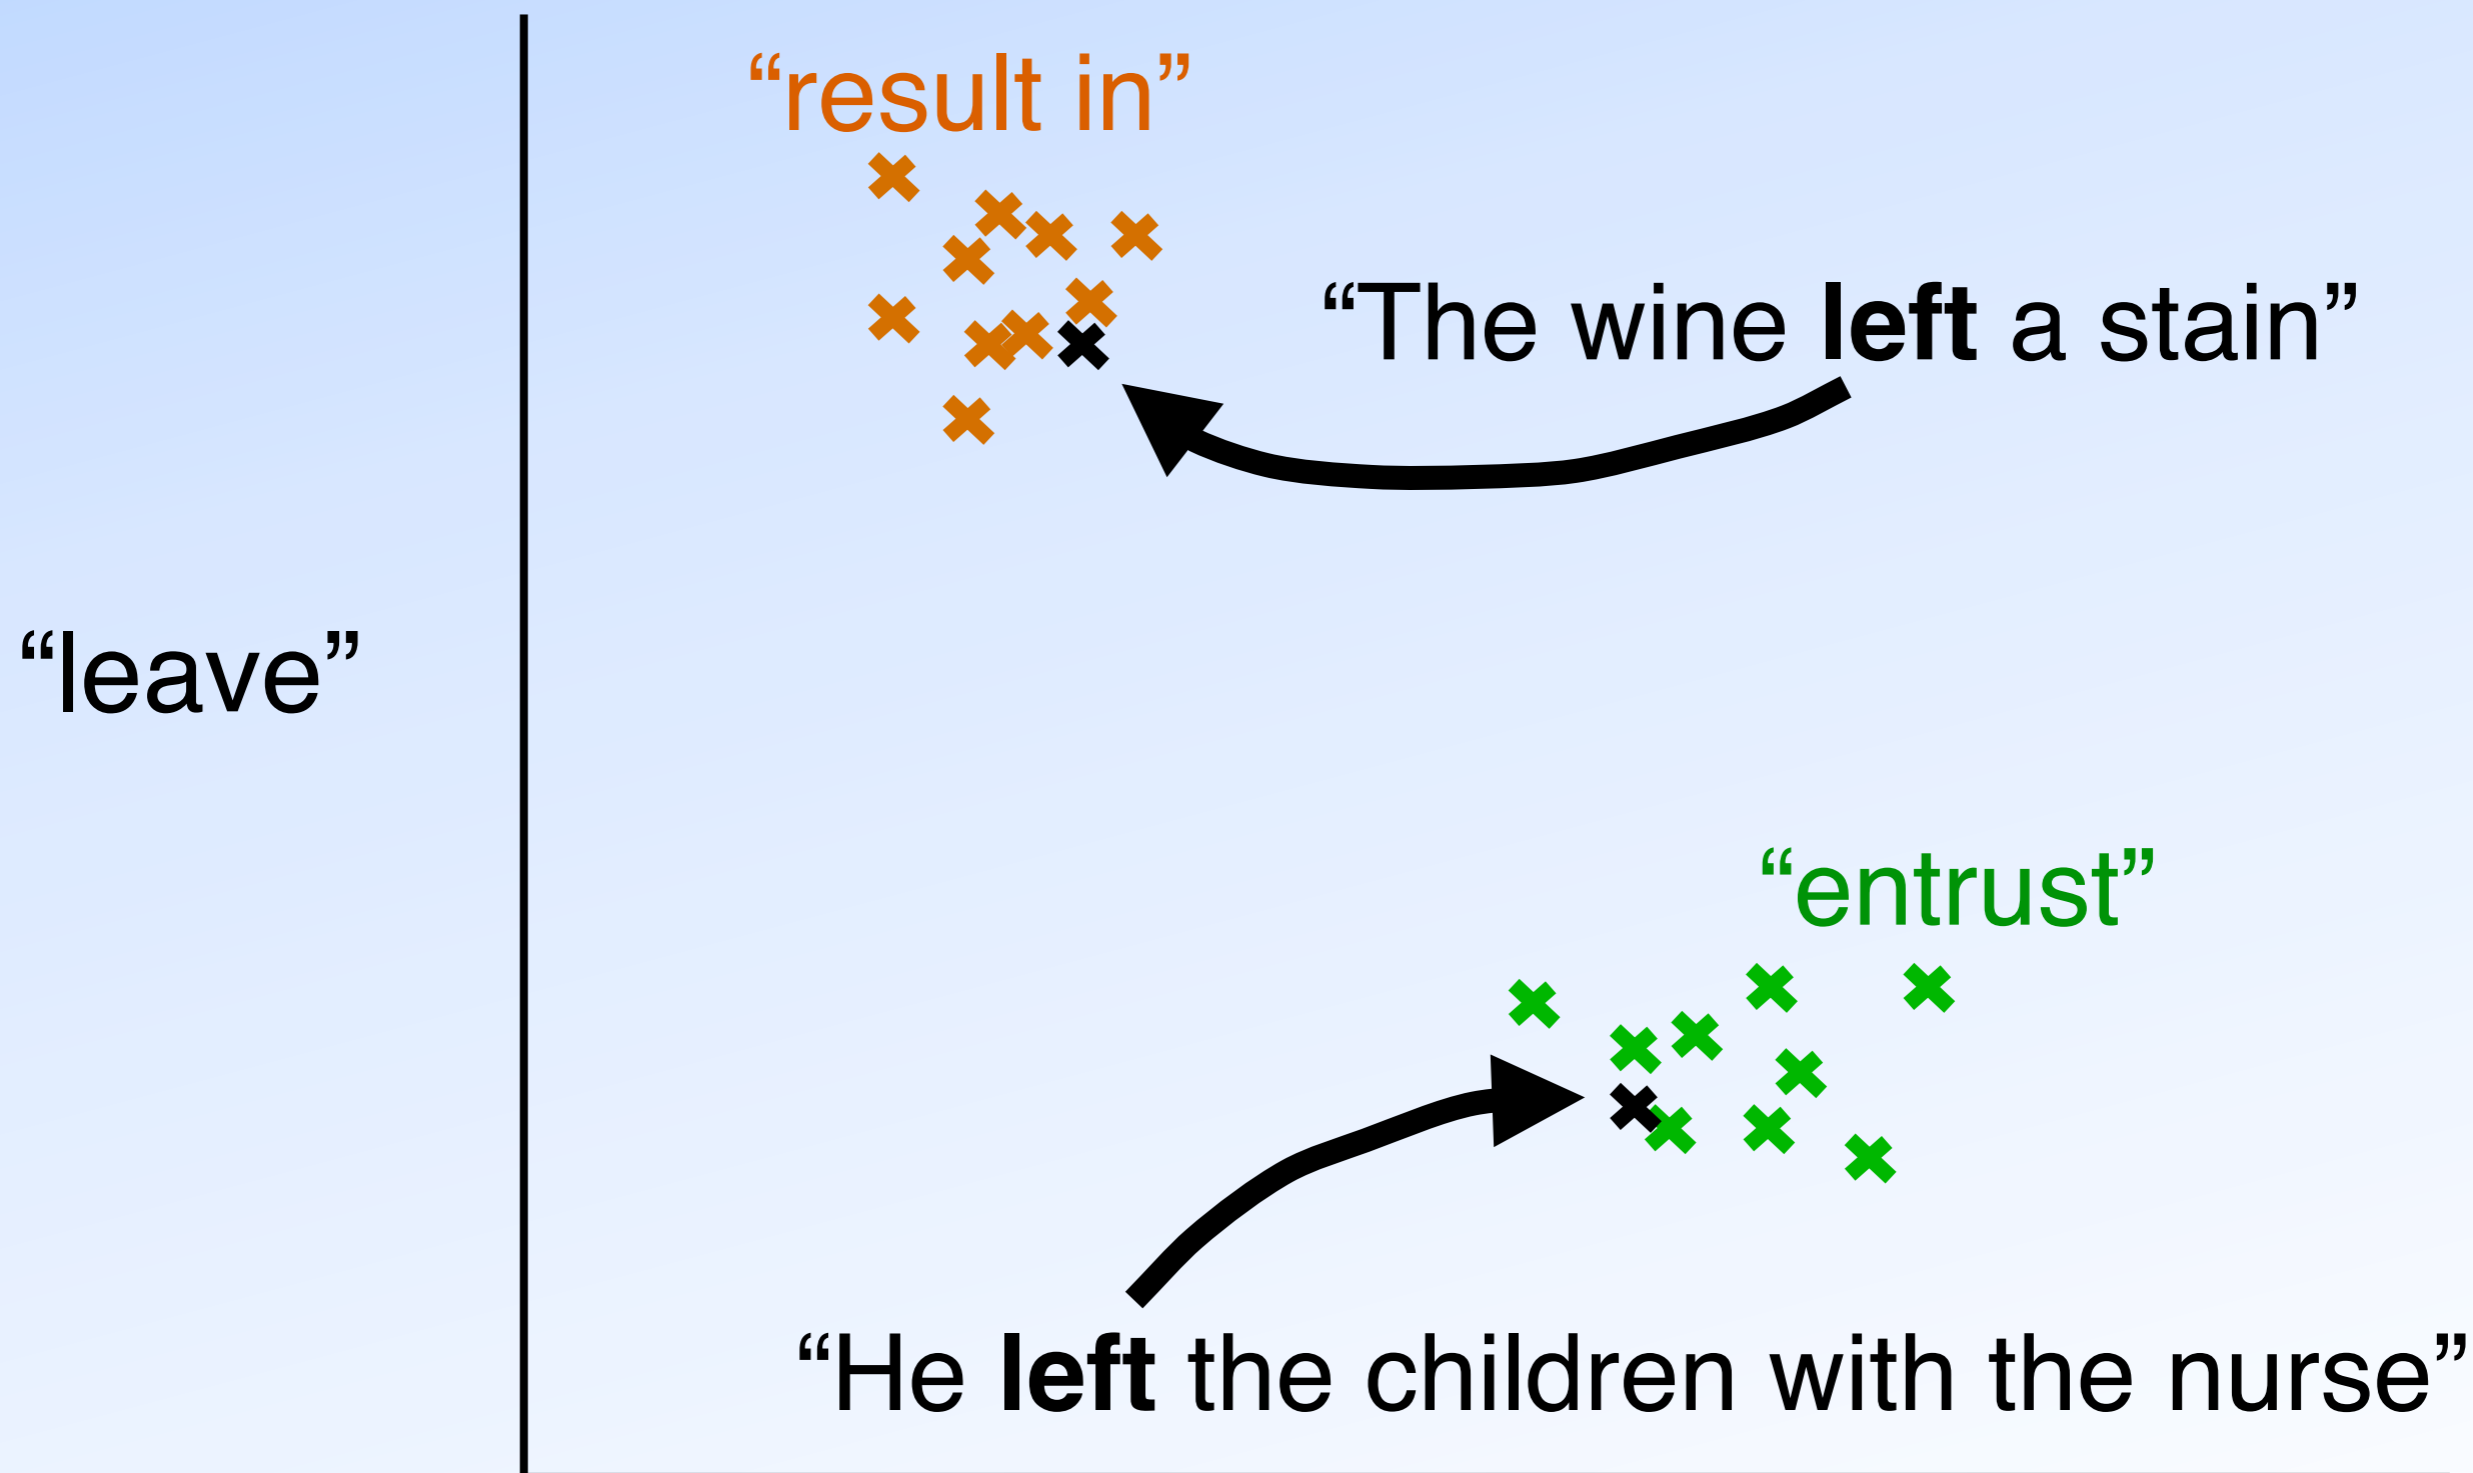 “result in”
“The wine left a stain”
“leave”
“entrust”
“He left the children with the nurse”